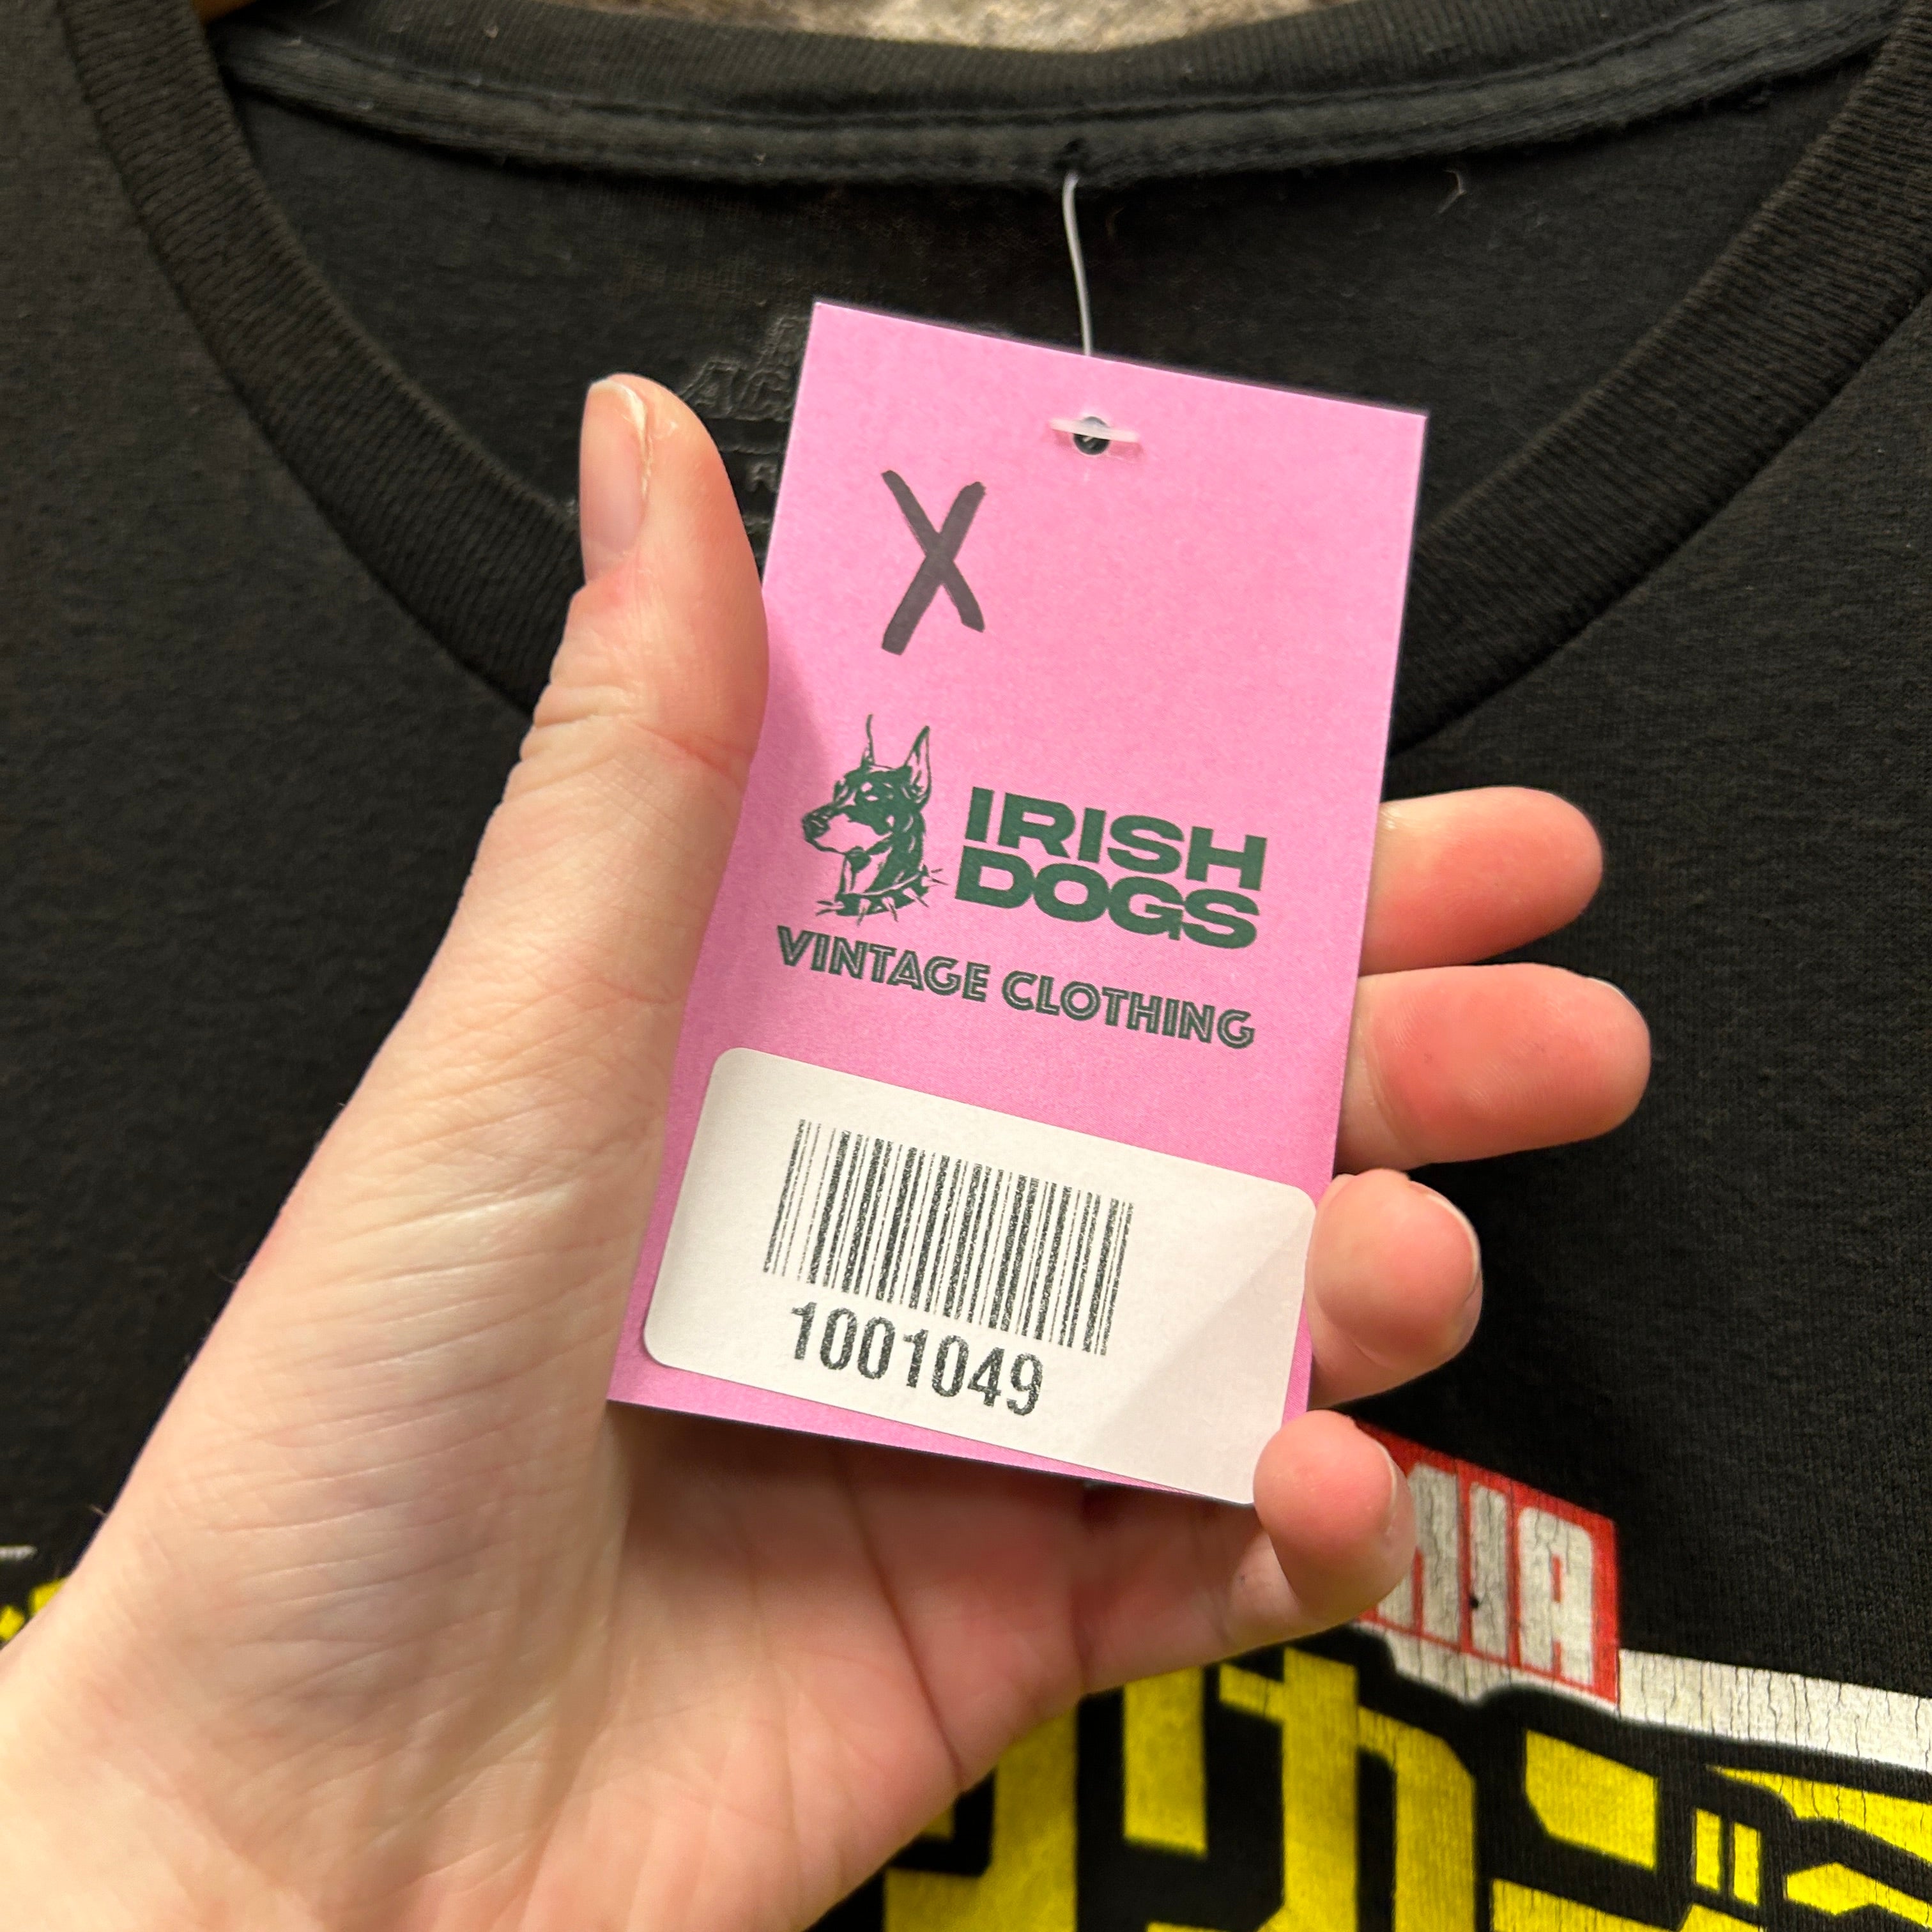 X
IRISH
DOGS
VINTAGE CLOTHING
1001049